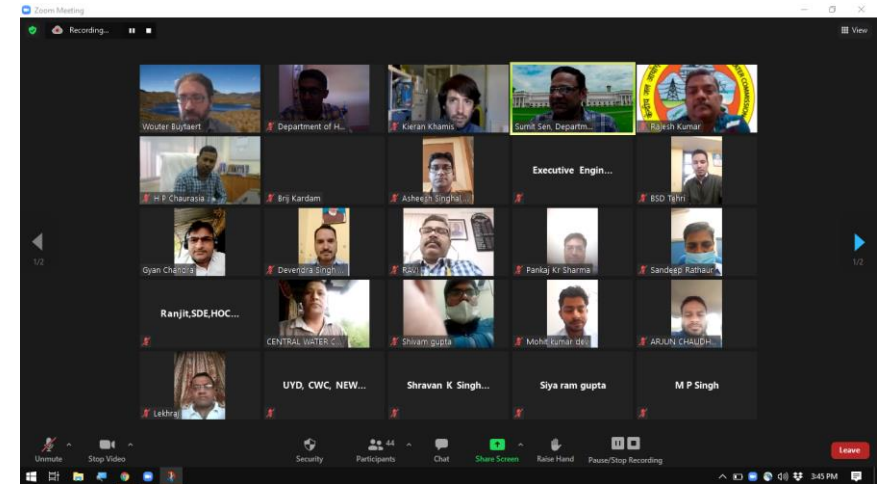 Zoom Meeting
Recording...
View
Wouter Buytaert
Department of H...
Kieran Khamis
Sumit Sen, Departm...
Rajesh Kumar
H P Chaurasia
Brij Kardam
Asheesh Singhal
Executive Engin...
BSD Tehri
Gyan Chandra
Devendra Singh ...
RAVI
Pankaj Kr Sharma
Sandeep Rathaur
1/2
1/2
Ranjit,SDE,HOC...
CENTRAL WATER C...
Shivam gupta
Mohit kumar de...
ARJUN CHAUDH...
Lekhraj
UYD, CWC, NEW...
Shravan K Singh...
Siya ram gupta
M P Singh
Unmute
Stop Video
Security
Participants
44
Chat
Share Screen
Raise Hand
Pause/Stop Recording
Leave
3:45 PM